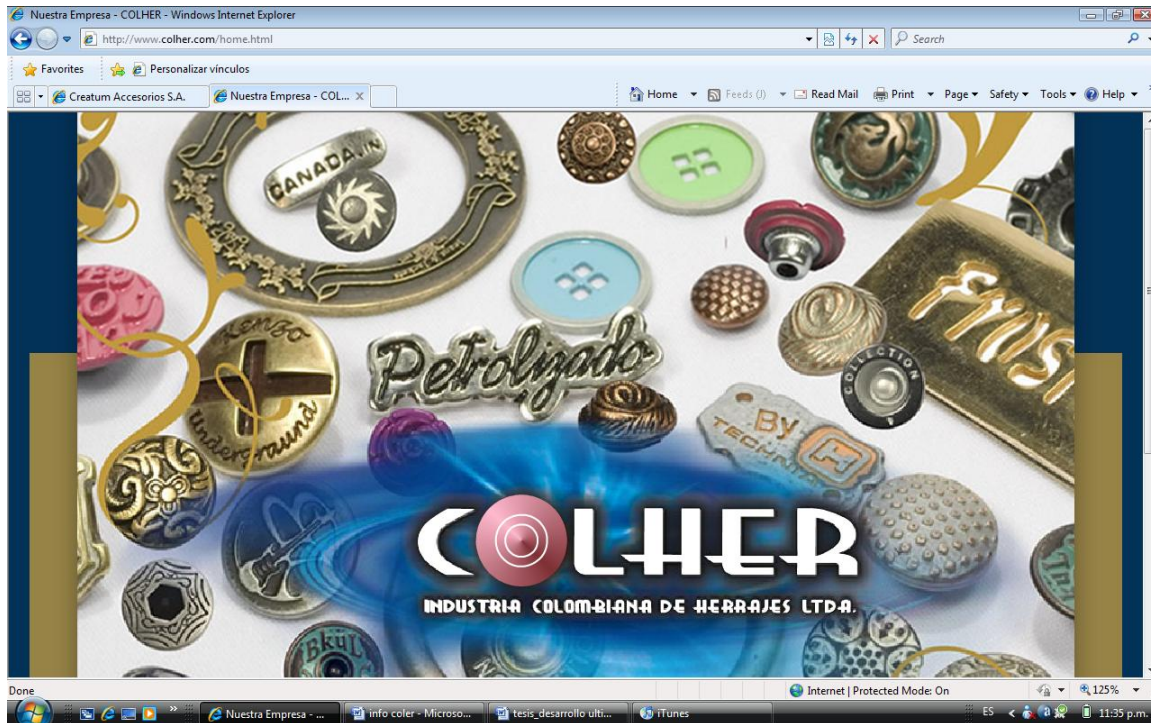 Nuestra Empresa - COLHER - Windows Internet Explorer
http://www.colher.com/home.html
Search
Favorites Personalizar vínculos
Creatum Accesorios S.A. Nuestra Empresa - COL... Home Feeds (J) Read Mail Print Page Safety Tools Help
CANADA.IN
Kenzo
underground
Petrolizado
COLLECTION
By
TECHN
Bkül
COLHER
INDUSTRIA COLOMBIANA DE HERRAJES LTDA.
Done Internet | Protected Mode: On 125%
Nuestra Empresa - ... info coler - Microso... tesis_desarrollo ulti... iTunes ES 11:35 p.m.